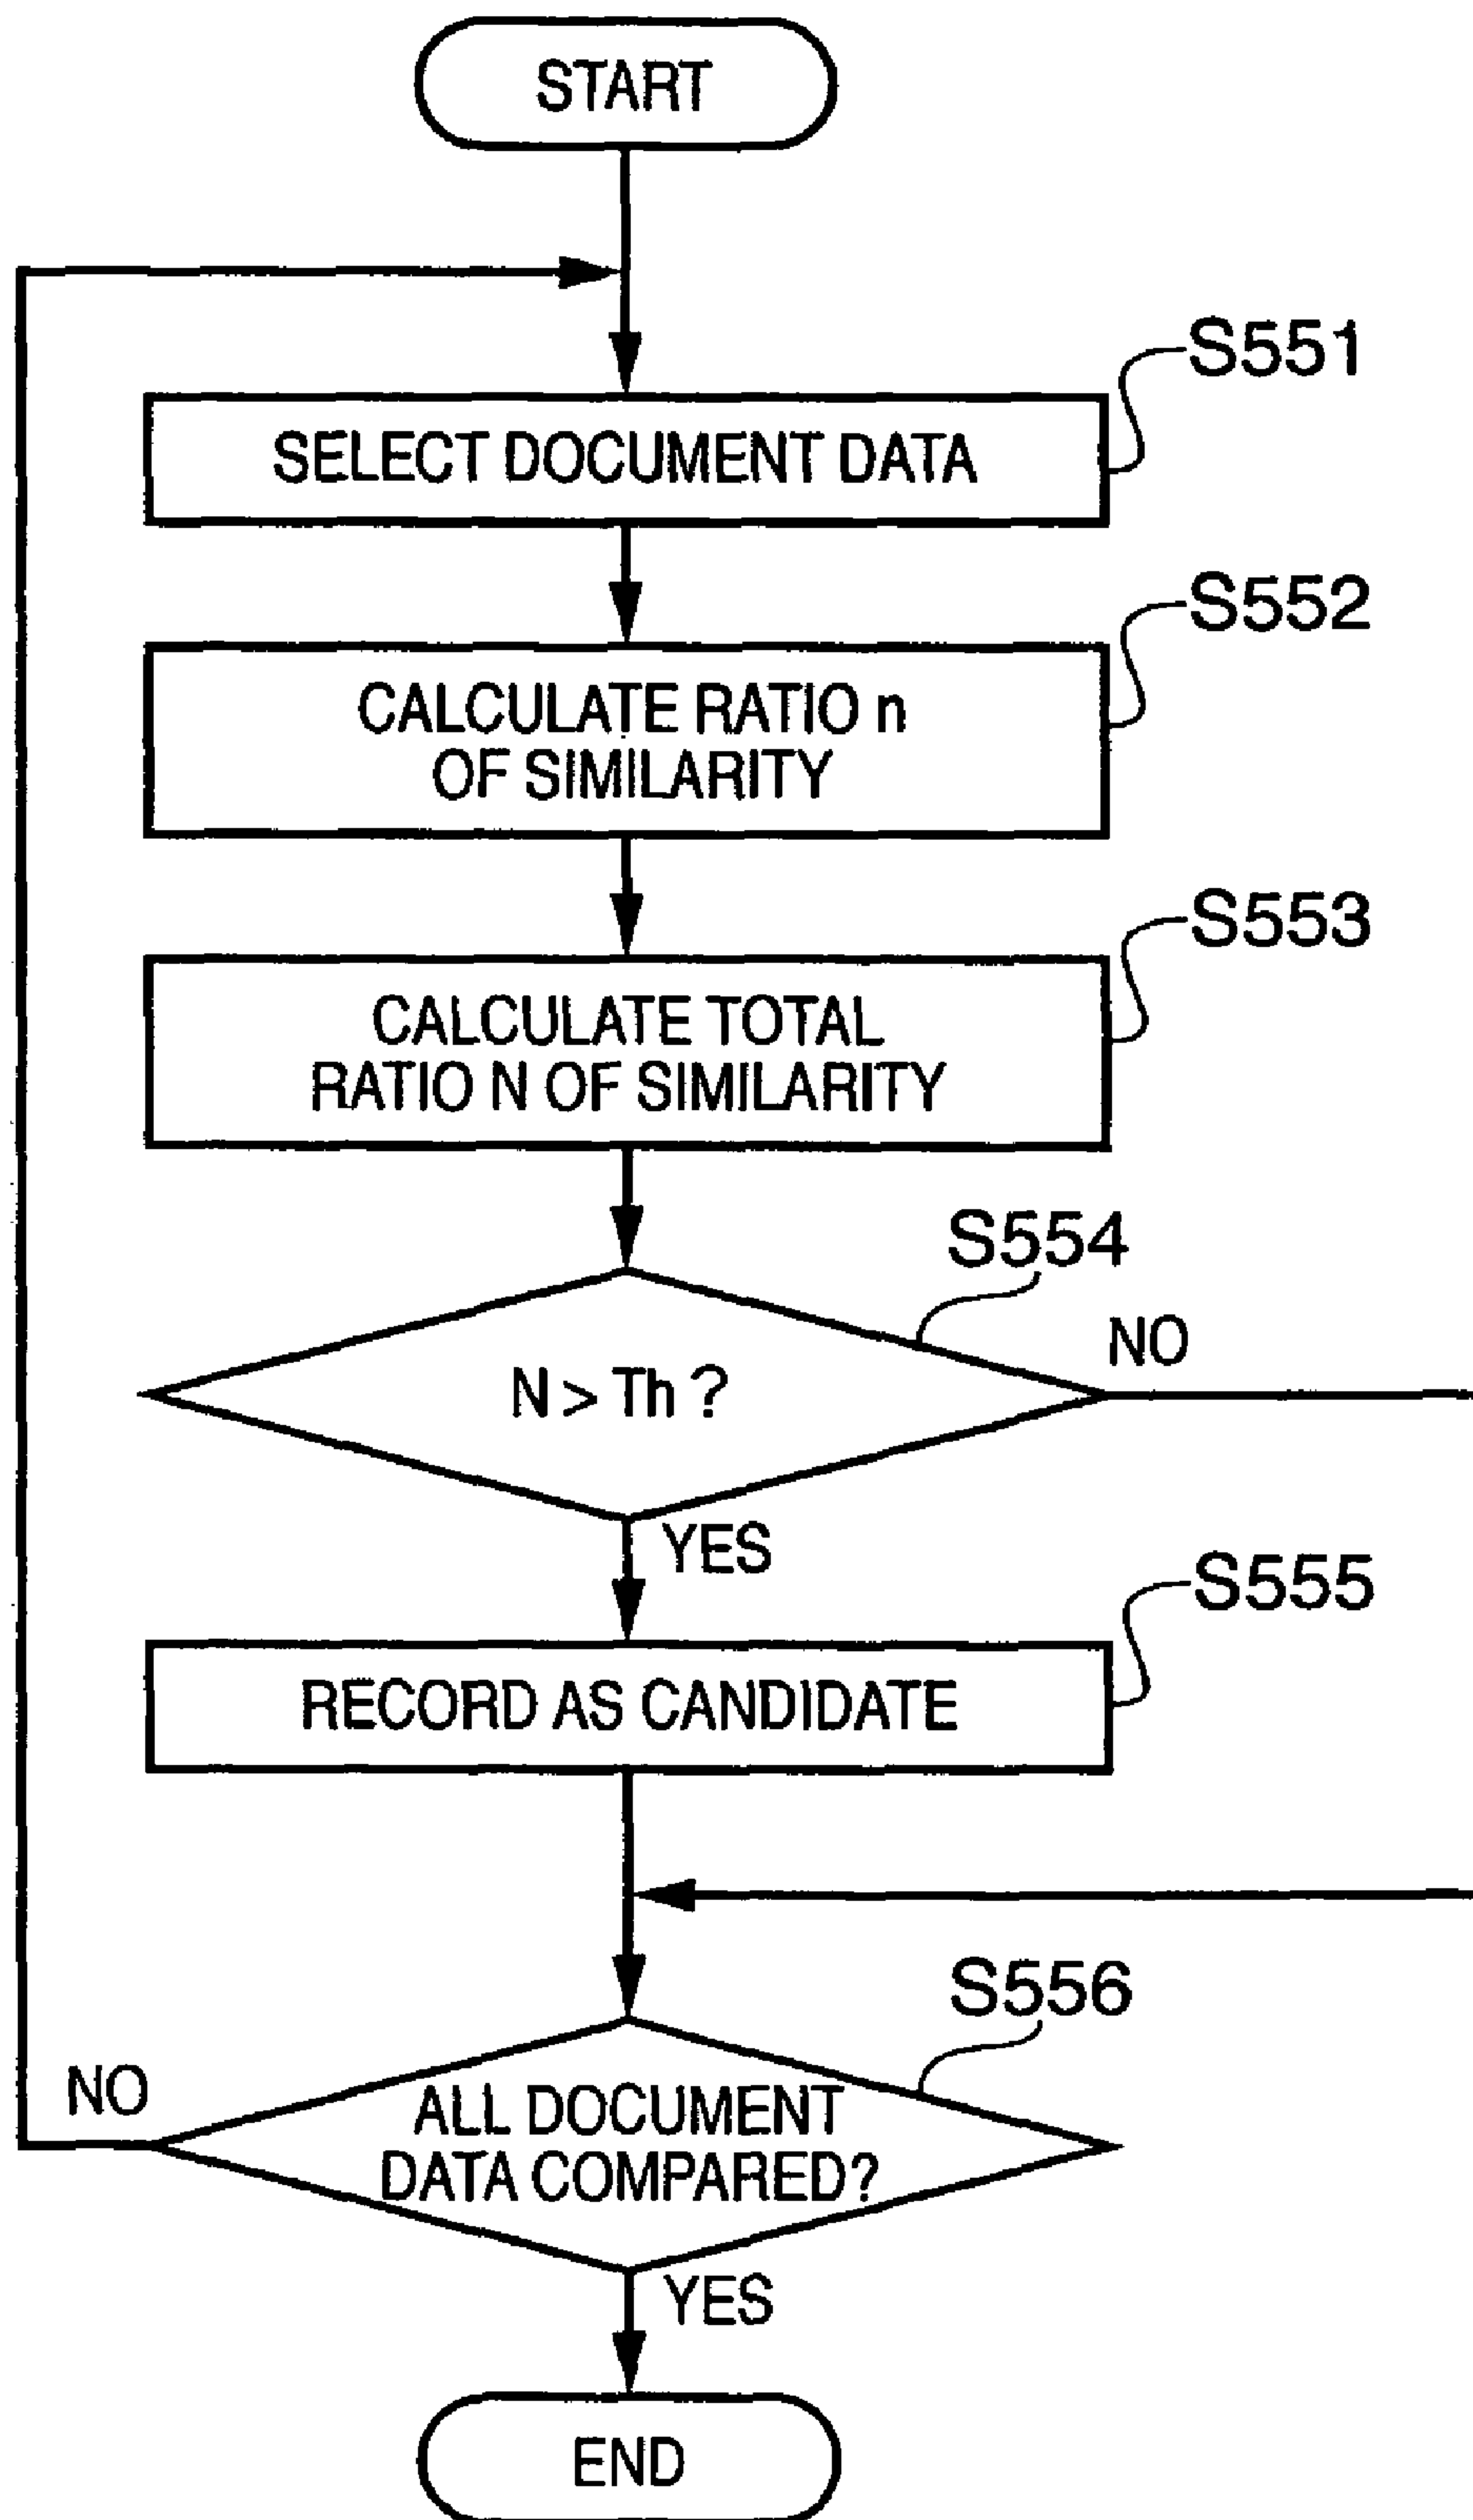 START
S551
SELECT DOCUMENT DATA
S552
CALCULATE RATIO n
OF SIMILARITY
S553
CALCULATE TOTAL
RATIO N OF SIMILARITY
S554
NO
N > Th ?
YES
S555
RECORD AS CANDIDATE
S556
NO
ALL DOCUMENT
DATA COMPARED?
YES
END